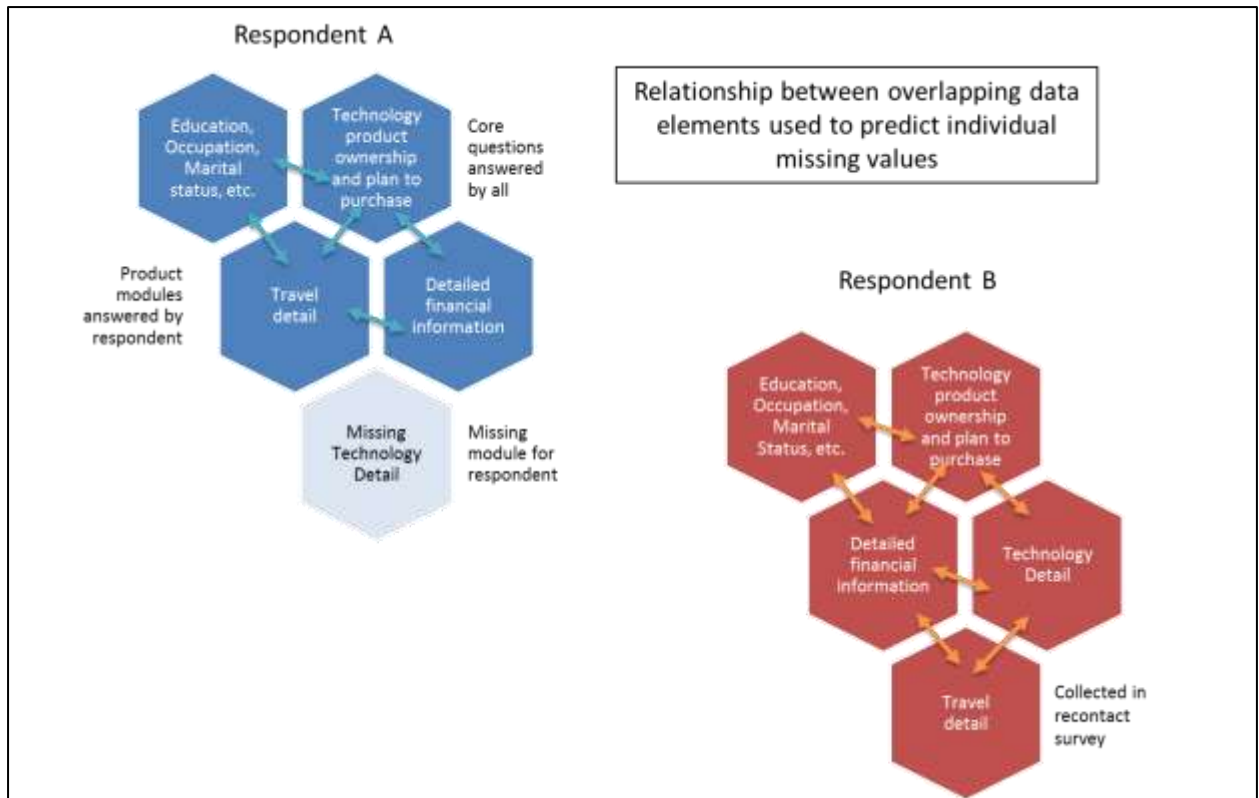 Respondent A
Education,
Occupation,
Marital
status, etc.
Technology
product
ownership
and plan to
purchase
Core
questions
answered
by all
Product
modules
answered by
respondent
Travel
detail
Detailed
financial
information
Missing
Technology
Detail
Missing
module for
respondent
Relationship between overlapping data
elements used to predict individual
missing values
Respondent B
Education,
Occupation,
Marital
Status, etc.
Technology
product
ownership
and plan to
purchase
Detailed
financial
information
Technology
Detail
Travel
detail
Collected in
recontact
survey